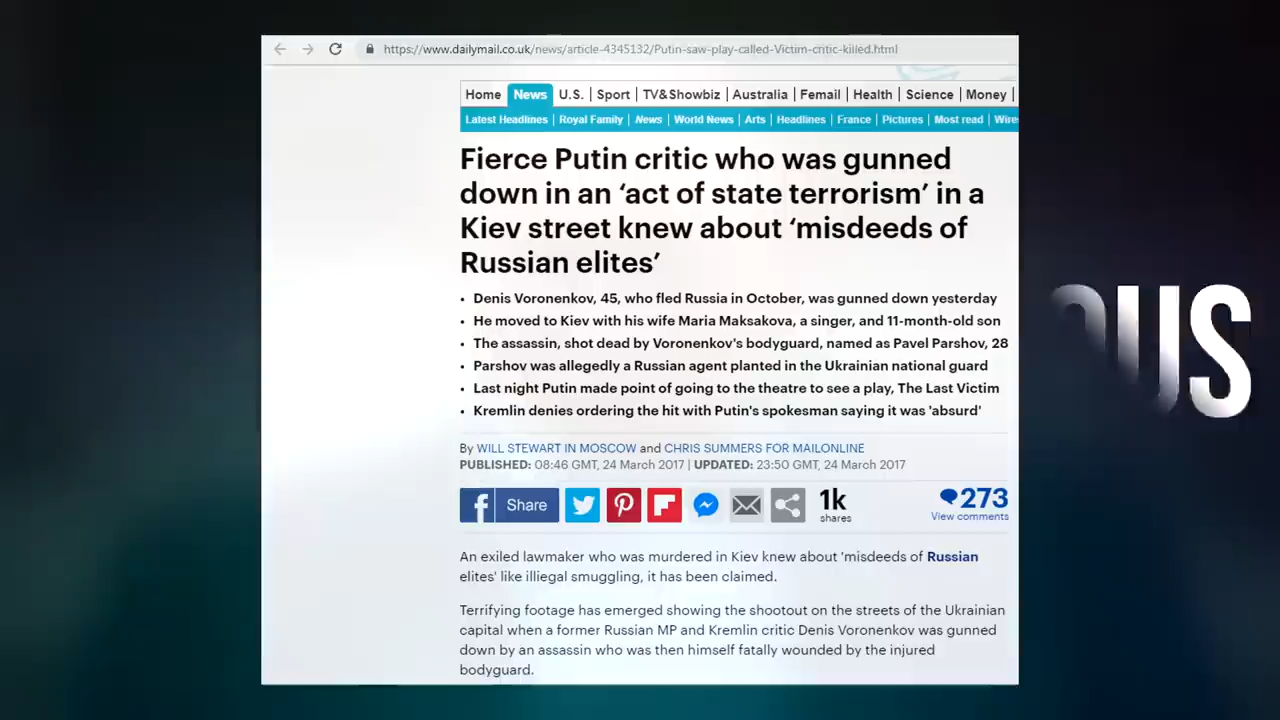 https://www.dailymail.co.uk/news/article-4345132/Putin-saw-play-called-Victim-critic-killed.html
Home News U.S. | Sport | TV&Showbiz | Australia | Femail | Health | Science | Money |
Latest Headlines | Royal Family | News | World News | Arts | Headlines | France | Pictures | Most read | Wire
Fierce Putin critic who was gunned
down in an ‘act of state terrorism’ in a
Kiev street knew about ‘misdeeds of
Russian elites’
• Denis Voronenkov, 45, who fled Russia in October, was gunned down yesterday
• He moved to Kiev with his wife Maria Maksakova, a singer, and 11-month-old son
• The assassin, shot dead by Voronenkov's bodyguard, named as Pavel Parshov, 28
• Parshov was allegedly a Russian agent planted in the Ukrainian national guard
• Last night Putin made point of going to the theatre to see a play, The Last Victim
• Kremlin denies ordering the hit with Putin's spokesman saying it was 'absurd'
By WILL STEWART IN MOSCOW and CHRIS SUMMERS FOR MAILONLINE
PUBLISHED: 08:46 GMT, 24 March 2017 | UPDATED: 23:50 GMT, 24 March 2017
Share
1k
shares
273
View comments
An exiled lawmaker who was murdered in Kiev knew about 'misdeeds of Russian
elites' like illegal smuggling, it has been claimed.
Terrifying footage has emerged showing the shootout on the streets of the Ukrainian
capital when a former Russian MP and Kremlin critic Denis Voronenkov was gunned
down by an assassin who was then himself fatally wounded by the injured
bodyguard.
US